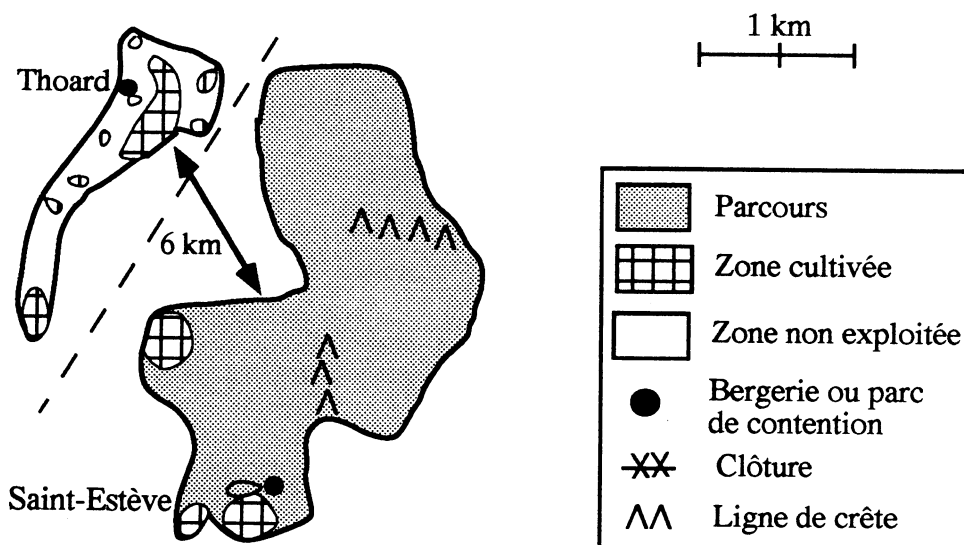 1 km
Thoard
6 km
Saint-Estève
Parcours
Zone cultivée
Zone non exploitée
Bergerie ou parc
de contention
Clôture
Ligne de crête